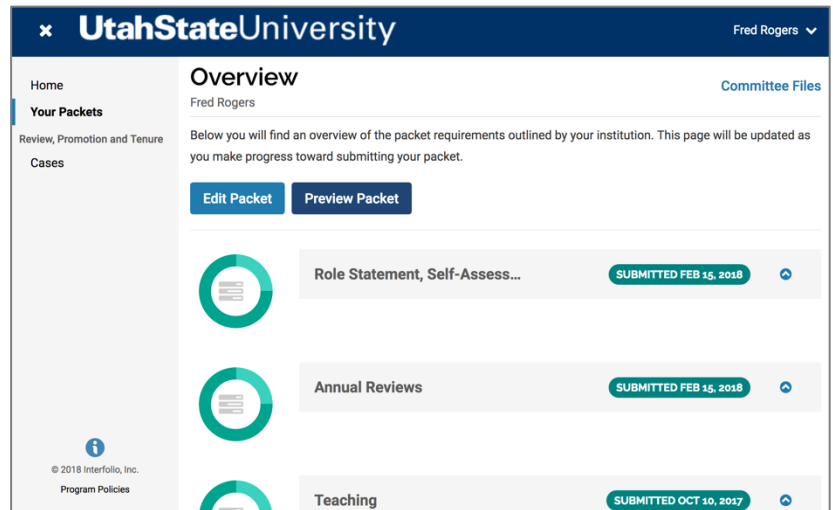 UtahStateUniversity
Fred Rogers
Home
Your Packets
Review, Promotion and Tenure
Cases
© 2018 Interfolio, Inc.
Program Policies
Overview
Fred Rogers
Committee Files
Below you will find an overview of the packet requirements outlined by your institution. This page will be updated as
you make progress toward submitting your packet.
Edit Packet
Preview Packet
Role Statement, Self-Assess...
SUBMITTED FEB 15, 2018
Annual Reviews
SUBMITTED FEB 15, 2018
Teaching
SUBMITTED OCT 10, 2017